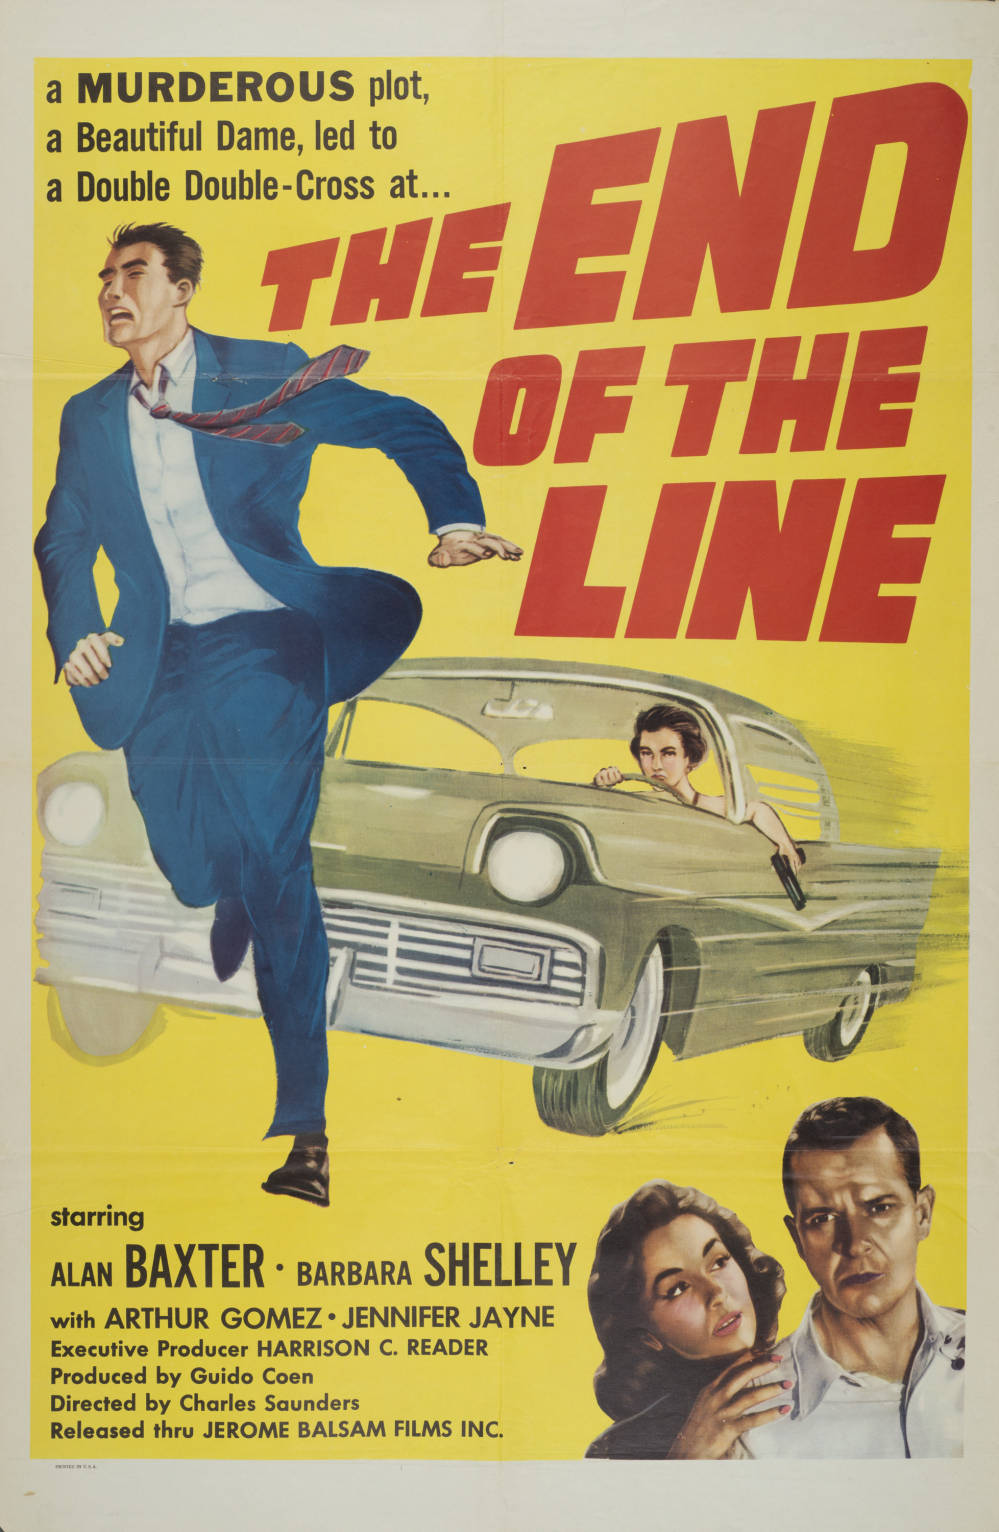 a MURDEROUS plot,
a Beautiful Dame, led to
a Double Double-Cross at...
THE END
OF THE
LINE
starring
ALAN BAXTER · BARBARA SHELLEY
with ARTHUR GOMEZ • JENNIFER JAYNE
Executive Producer HARRISON C. READER
Produced by Guido Coen
Directed by Charles Saunders
Released thru JEROME BALSAM FILMS INC.
PRINTED IN U.S.A.